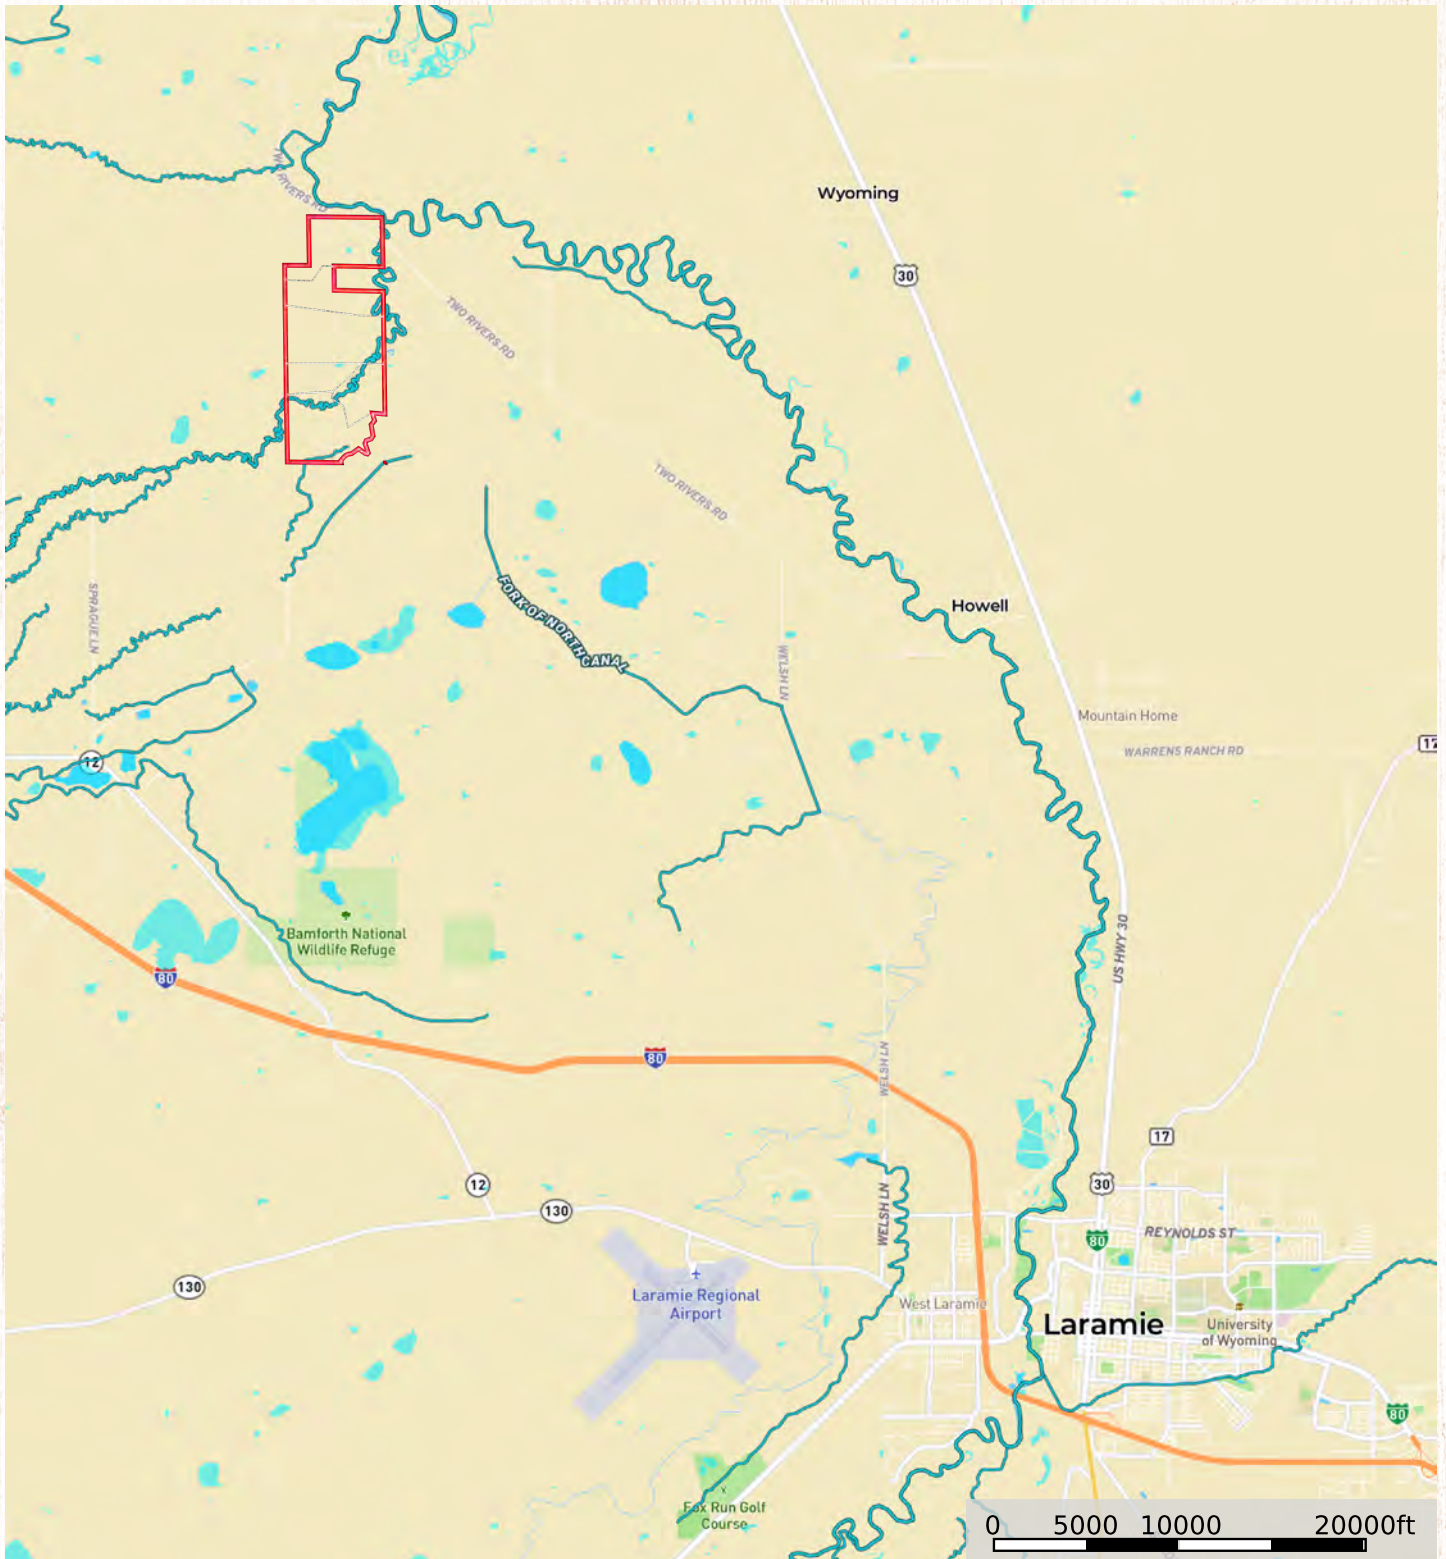 TWO RIVERS RD
Wyoming
30
TWO RIVERS RD
TWO RIVERS RD
FORK OF NORTH CANAL
Howell
SPRAGUE LN
WELSH LN
Mountain Home
WARRENS RANCH RD
17
12
Bamforth National
Wildlife Refuge
US HWY 30
80
80
WELSH LN
17
12
130
WELSH LN
30
80
REYNOLDS ST
130
Laramie Regional
Airport
West Laramie
Laramie
University
of Wyoming
80
Fox Run Golf
Course
0 5000 10000 20000ft